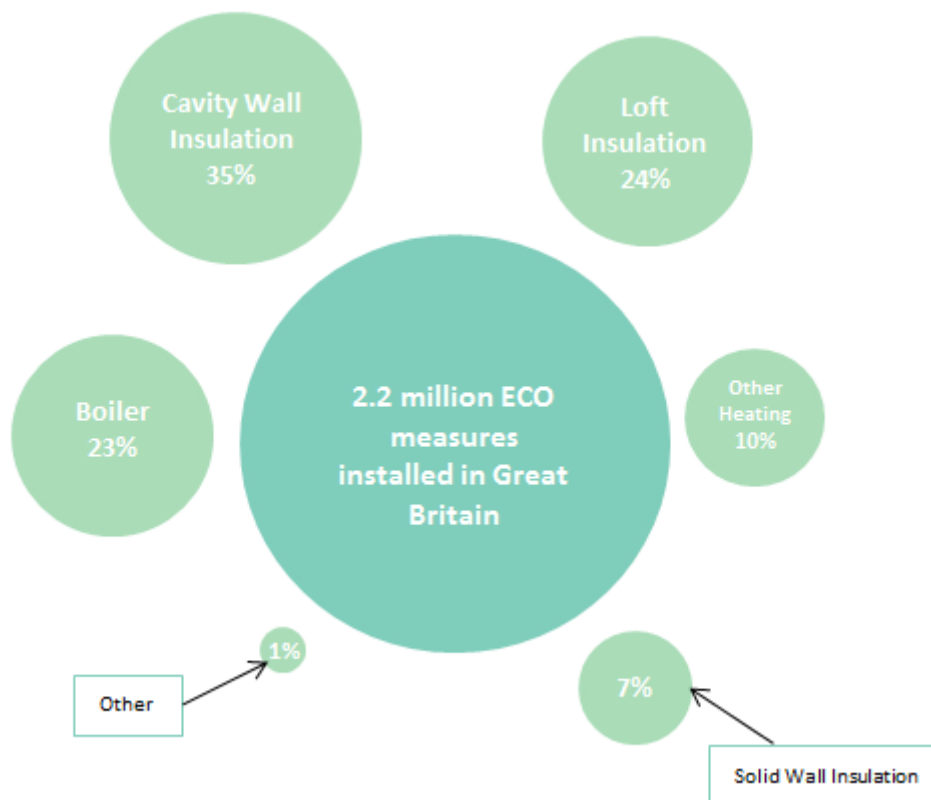 Cavity Wall
Insulation
35%
Loft
Insulation
24%
Boiler
23%
2.2 million ECO
measures
installed in Great
Britain
Other
Heating
10%
1%
Other
7%
Solid Wall Insulation